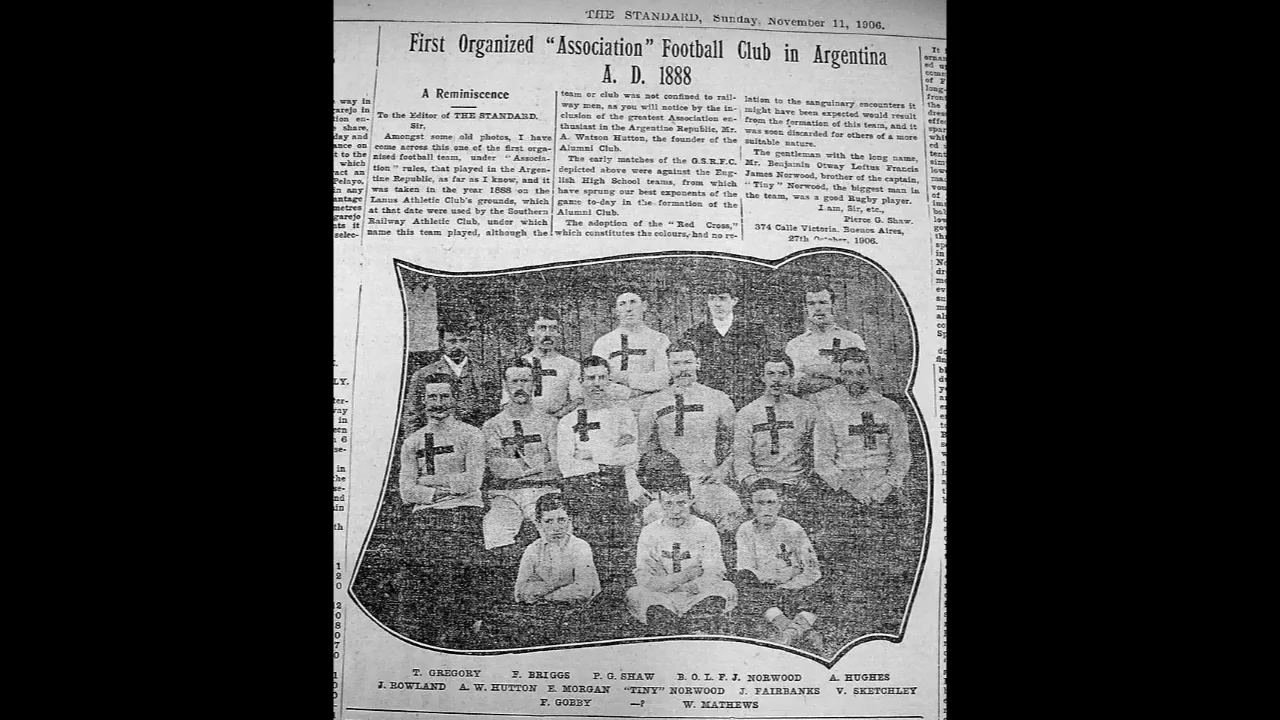 THE STANDARD, Sunday, November 11, 1906.
First Organized "Association" Football Club in Argentina
A. D. 1888
A Reminiscence
To the Editor of THE STANDARD.
Sir,
Amongst some old photos, I have
come across this one of the first orga-
nised football team, under "Associa-
tion" rules, that played in the Argen-
tine Republic, as far as I know, and it
was taken in the year 1888 on the
Lanus Athletic Club's grounds, which
at that date were used by the Southern
Railway Athletic Club, under which
name this team played, although the
team or club was not confined to rail-
way men, as you will notice by the in-
clusion of the greatest Association en-
thusiast in the Argentine Republic, Mr.
A. Watson Hutton, the founder of the
Alumni Club.
The early matches of the G.S.R.F.C.
depicted above were against the Eng-
lish High School teams, from which
have sprung our best exponents of the
game to-day in the formation of the
Alumni Club.
The adoption of the "Red Cross,"
which constitutes the colours, had no re-
lation to the sanguinary encounters it
might have been expected would result
from the formation of this team, and it
was soon discarded for others of a more
suitable nature.
The gentleman with the long name,
Mr. Benjamin Otway Loftus Francis
James Norwood, brother of the captain,
"Tiny" Norwood, the biggest man in
the team, was a good Rugby player.
I am, Sir, etc.,
Pierce G. Shaw.
374 Calle Victoria, Buenos Aires,
27th October, 1906.
T. GREGORY F. BRIGGS P. G. SHAW B. O. L. F. J. NORWOOD A. HUGHES
J. ROWLAND A. W. HUTTON E. MORGAN "TINY" NORWOOD J. FAIRBANKS V. SKETCHLEY
F. GOBBY —? W. MATHEWS